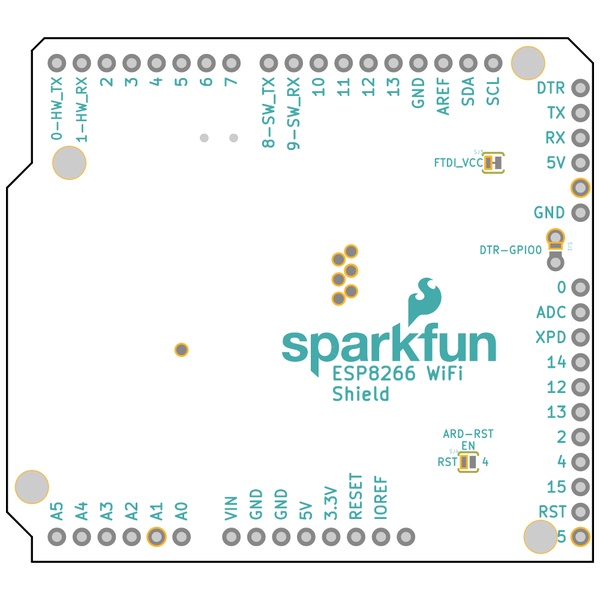 0-HW_TX
1-HW_RX
2
3
4
5
6
7
8-SW_TX
9-SW_RX
10
11
12
13
GND
AREF
SDA
SCL
DTR
TX
RX
5V
GND
FTDI_VCC
DTR-GPIO0
0
ADC
XPD
14
12
13
2
4
15
RST
5
sparkfun
ESP8266 WiFi
Shield
ARD-RST
EN
RST 4
A5
A4
A3
A2
A1
A0
VIN
GND
GND
5V
3.3V
RESET
IOREF